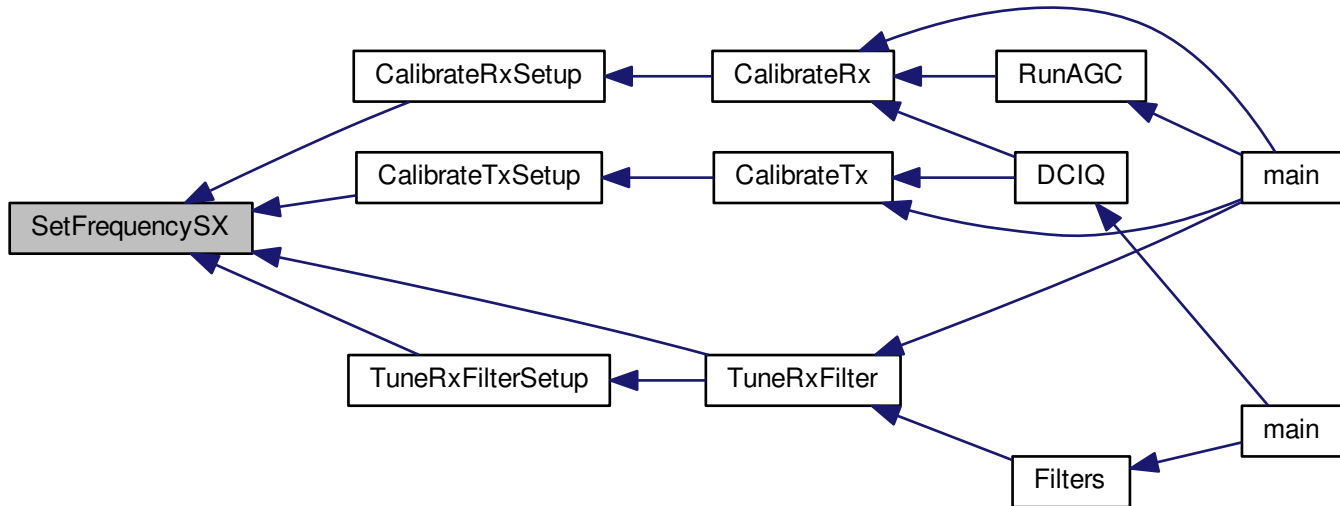 CalibrateRxSetup
CalibrateRx
RunAGC
CalibrateTxSetup
CalibrateTx
DCIQ
main
SetFrequencySX
TuneRxFilterSetup
TuneRxFilter
main
Filters